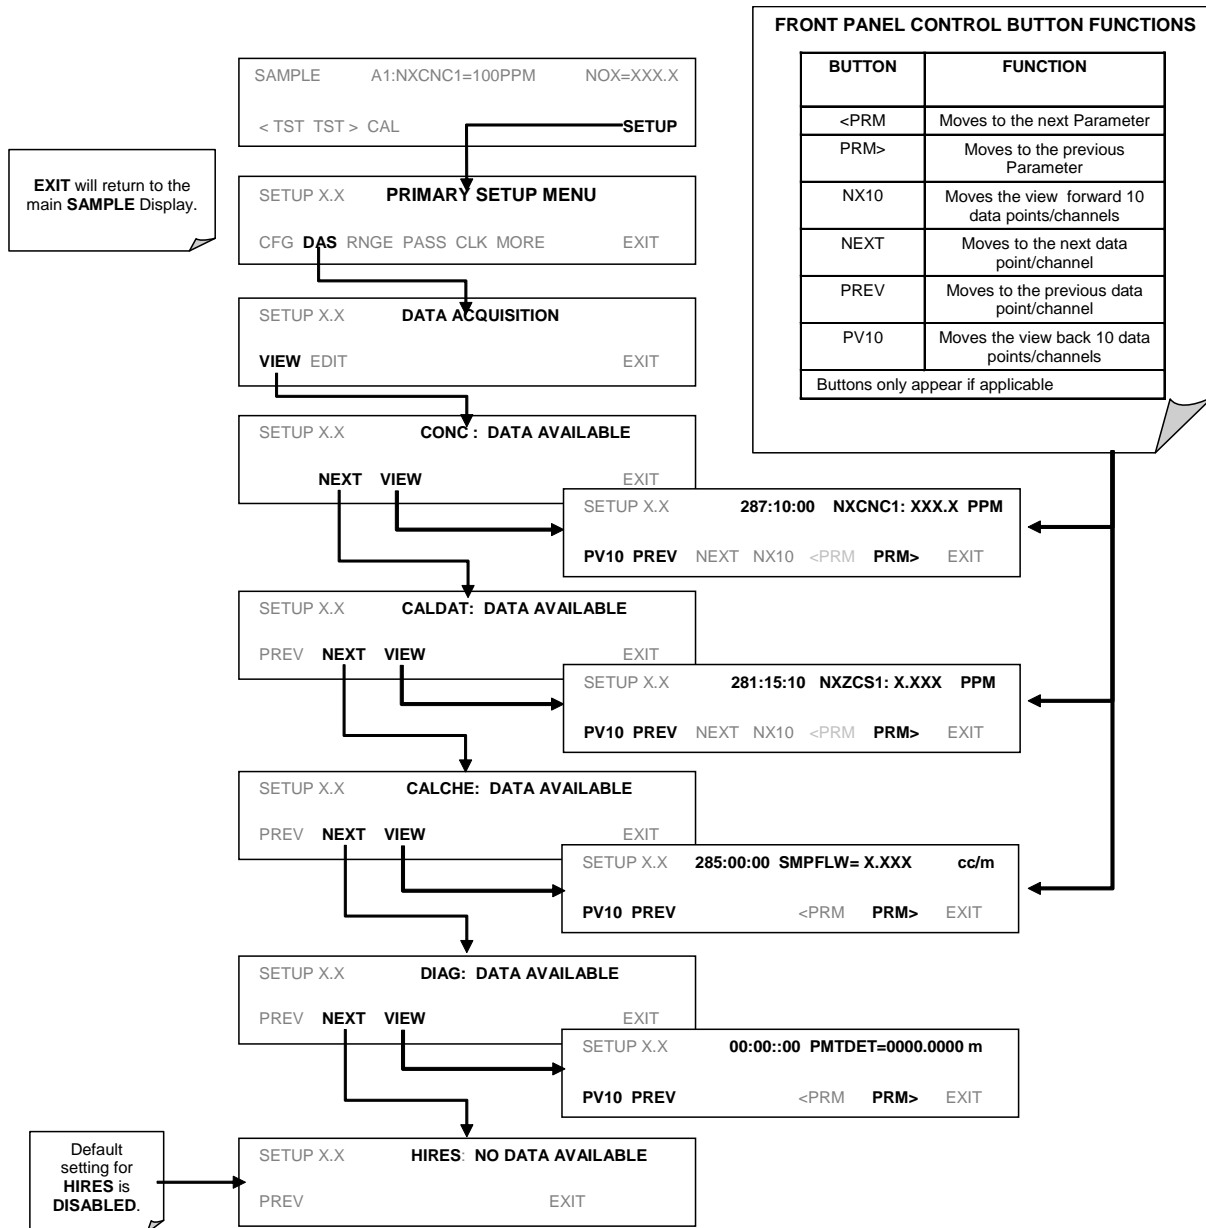 FRONT PANEL CONTROL BUTTON FUNCTIONS
BUTTON FUNCTION
<PRM Moves to the next Parameter
PRM> Moves to the previous
Parameter
NX10 Moves the view forward 10
data points/channels
NEXT Moves to the next data
point/channel
PREV Moves to the previous data
point/channel
PV10 Moves the view back 10 data
points/channels
Buttons only appear if applicable
SAMPLE A1:NXCNC1=100PPM NOX=XXX.X
< TST TST > CAL SETUP
EXIT will return to the
main SAMPLE Display.
SETUP X.X PRIMARY SETUP MENU
CFG DAS RNGE PASS CLK MORE EXIT
SETUP X.X DATA ACQUISITION
VIEW EDIT EXIT
SETUP X.X CONC : DATA AVAILABLE
NEXT VIEW EXIT
SETUP X.X 287:10:00 NXCNC1: XXX.X PPM
PV10 PREV NEXT NX10 <PRM PRM> EXIT
SETUP X.X CALDAT: DATA AVAILABLE
PREV NEXT VIEW EXIT
SETUP X.X 281:15:10 NXZCS1: X.XXX PPM
PV10 PREV NEXT NX10 <PRM PRM> EXIT
SETUP X.X CALCHE: DATA AVAILABLE
PREV NEXT VIEW EXIT
SETUP X.X 285:00:00 SMPFLW= X.XXX cc/m
PV10 PREV <PRM PRM> EXIT
SETUP X.X DIAG: DATA AVAILABLE
PREV NEXT VIEW EXIT
SETUP X.X 00:00::00 PMTDET=0000.0000 m
PV10 PREV <PRM PRM> EXIT
Default
setting for
HIRES is
DISABLED.
SETUP X.X HIRES: NO DATA AVAILABLE
PREV EXIT